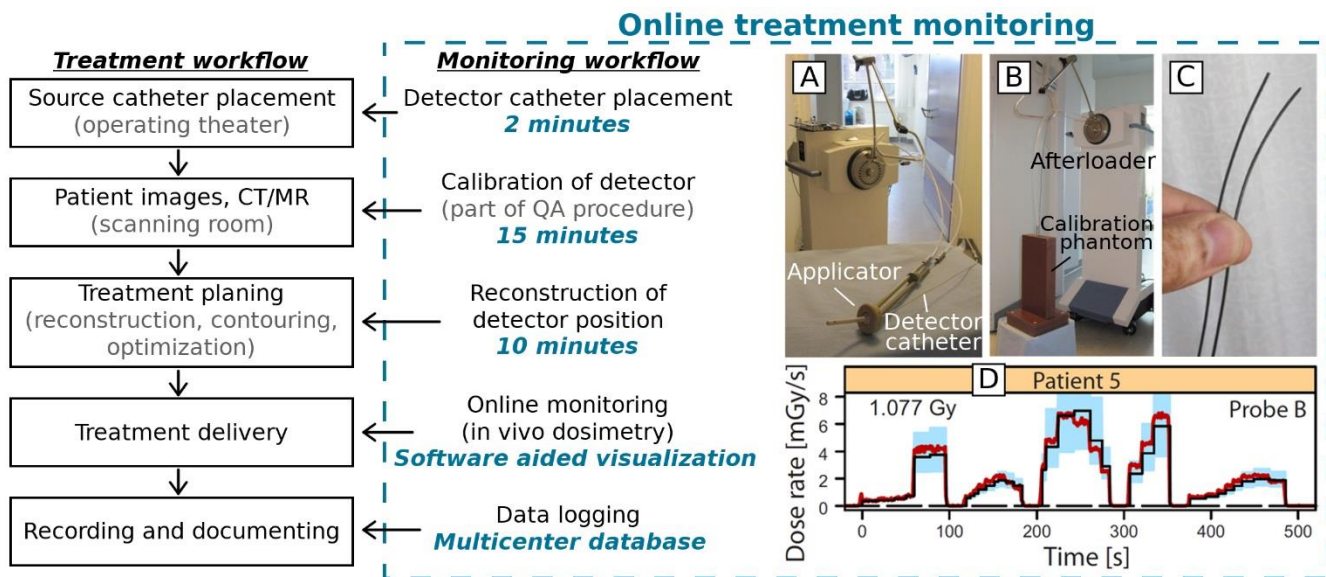 Online treatment monitoring
Treatment workflow
Source catheter placement
(operating theater)
Patient images, CT/MR
(scanning room)
Treatment planing
(reconstruction, contouring,
optimization)
Treatment delivery
Recording and documenting
Monitoring workflow
Detector catheter placement
2 minutes
Calibration of detector
(part of QA procedure)
15 minutes
Reconstruction of
detector position
10 minutes
Online monitoring
(in vivo dosimetry)
Software aided visualization
Data logging
Multicenter database
A
Applicator
Detector
catheter
B
Afterloader
Calibration
phantom
C
D
Patient 5
1.077 Gy
Probe B
Dose rate [mGy/s]
8
6
4
2
0
0 100 200 300 400 500
Time [s]